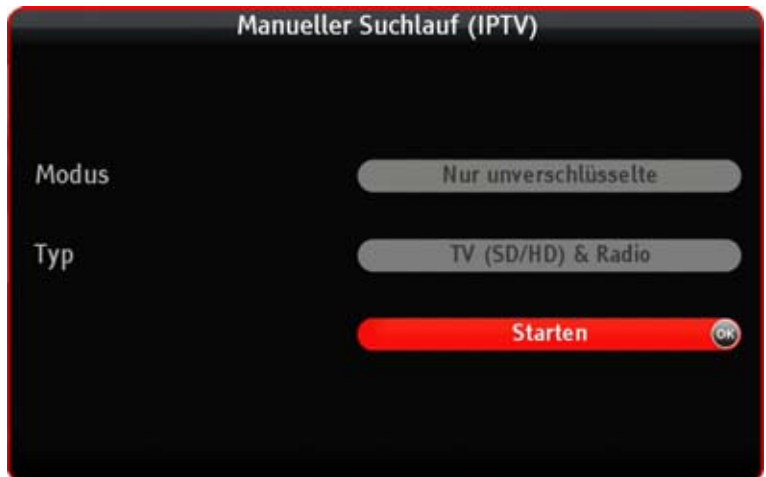 Manueller Suchlauf (IPTV)
Modus
Nur unverschlüsselte
Typ
TV (SD/HD) & Radio
Starten
OK